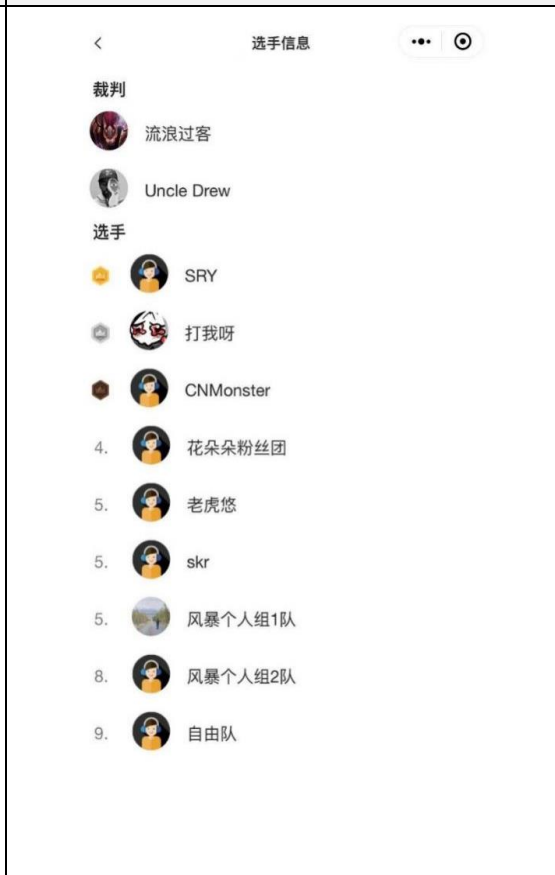 选手信息
裁判
流浪过客
Uncle Drew
选手
SRY
打我呀
CNMonster
4. 花朵朵粉丝团
5. 老虎悠
5. skr
5. 风暴个人组1队
8. 风暴个人组2队
9. 自由队